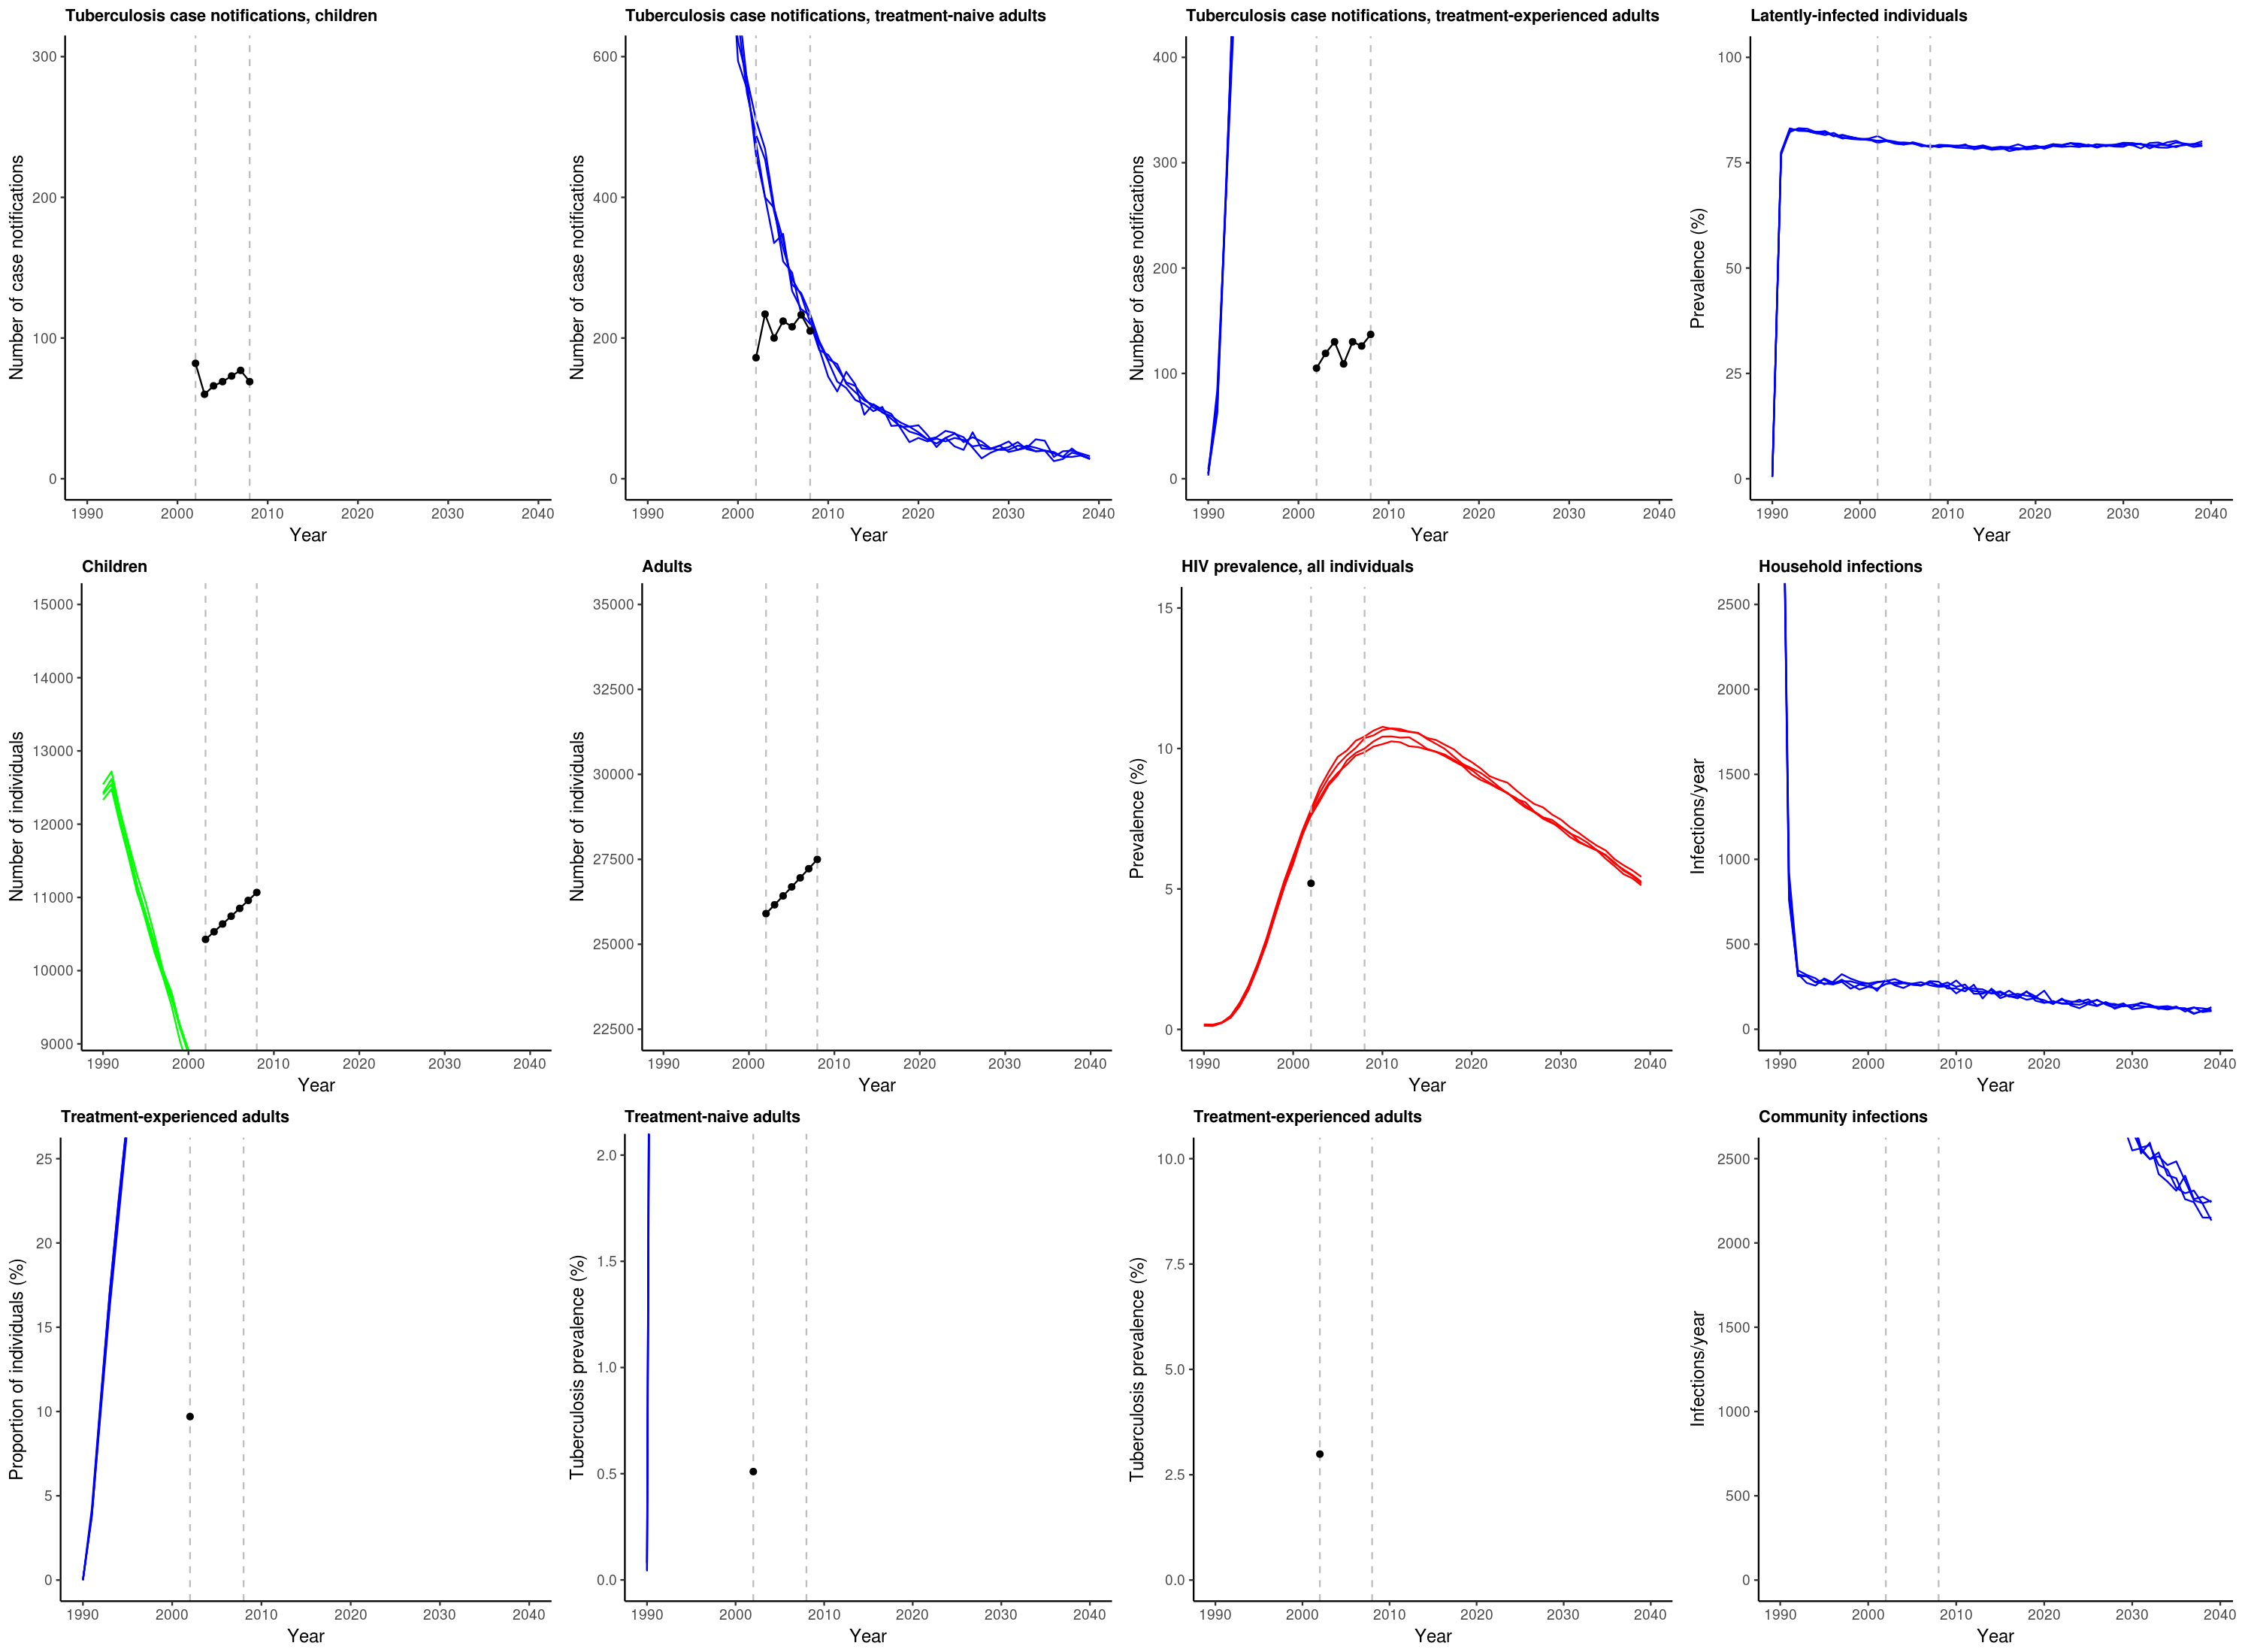 Tuberculosis case notifications, children
Number of case notifications
300
200
100
0
1990 2000 2010 2020 2030 2040
Year
Tuberculosis case notifications, treatment-naive adults
Number of case notifications
600
400
200
0
1990 2000 2010 2020 2030 2040
Year
Tuberculosis case notifications, treatment-experienced adults
Number of case notifications
400
300
200
100
0
1990 2000 2010 2020 2030 2040
Year
Latently-infected individuals
Prevalence (%)
100
75
50
25
0
1990 2000 2010 2020 2030 2040
Year
Children
Number of individuals
15000
14000
13000
12000
11000
10000
9000
1990 2000 2010 2020 2030 2040
Year
Adults
Number of individuals
35000
32500
30000
27500
25000
22500
1990 2000 2010 2020 2030 2040
Year
HIV prevalence, all individuals
Prevalence (%)
15
10
5
0
1990 2000 2010 2020 2030 2040
Year
Household infections
Infections/year
2500
2000
1500
1000
500
0
1990 2000 2010 2020 2030 2040
Year
Treatment-experienced adults
Proportion of individuals (%)
25
20
15
10
5
0
1990 2000 2010 2020 2030 2040
Year
Treatment-naive adults
Tuberculosis prevalence (%)
2.0
1.5
1.0
0.5
0.0
1990 2000 2010 2020 2030 2040
Year
Treatment-experienced adults
Tuberculosis prevalence (%)
10.0
7.5
5.0
2.5
0.0
1990 2000 2010 2020 2030 2040
Year
Community infections
Infections/year
2500
2000
1500
1000
500
0
1990 2000 2010 2020 2030 2040
Year